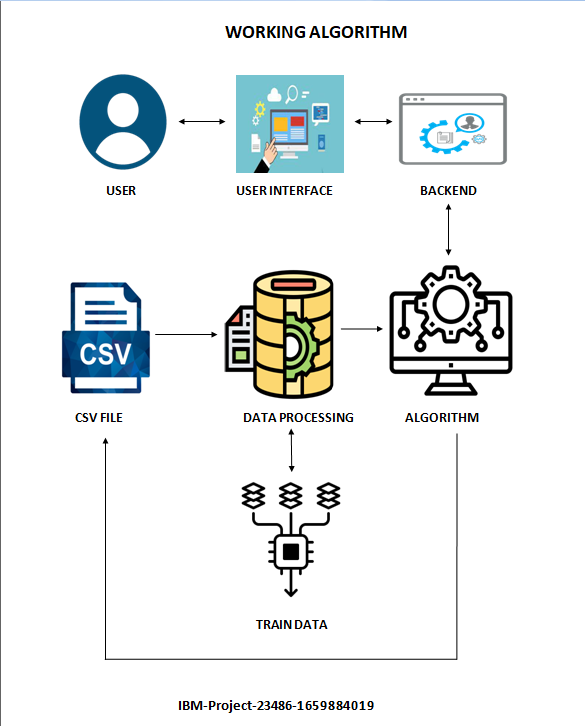 WORKING ALGORITHM
USER
USER INTERFACE
BACKEND
CSV
CSV FILE
DATA PROCESSING
ALGORITHM
TRAIN DATA
IBM-Project-23486-1659884019